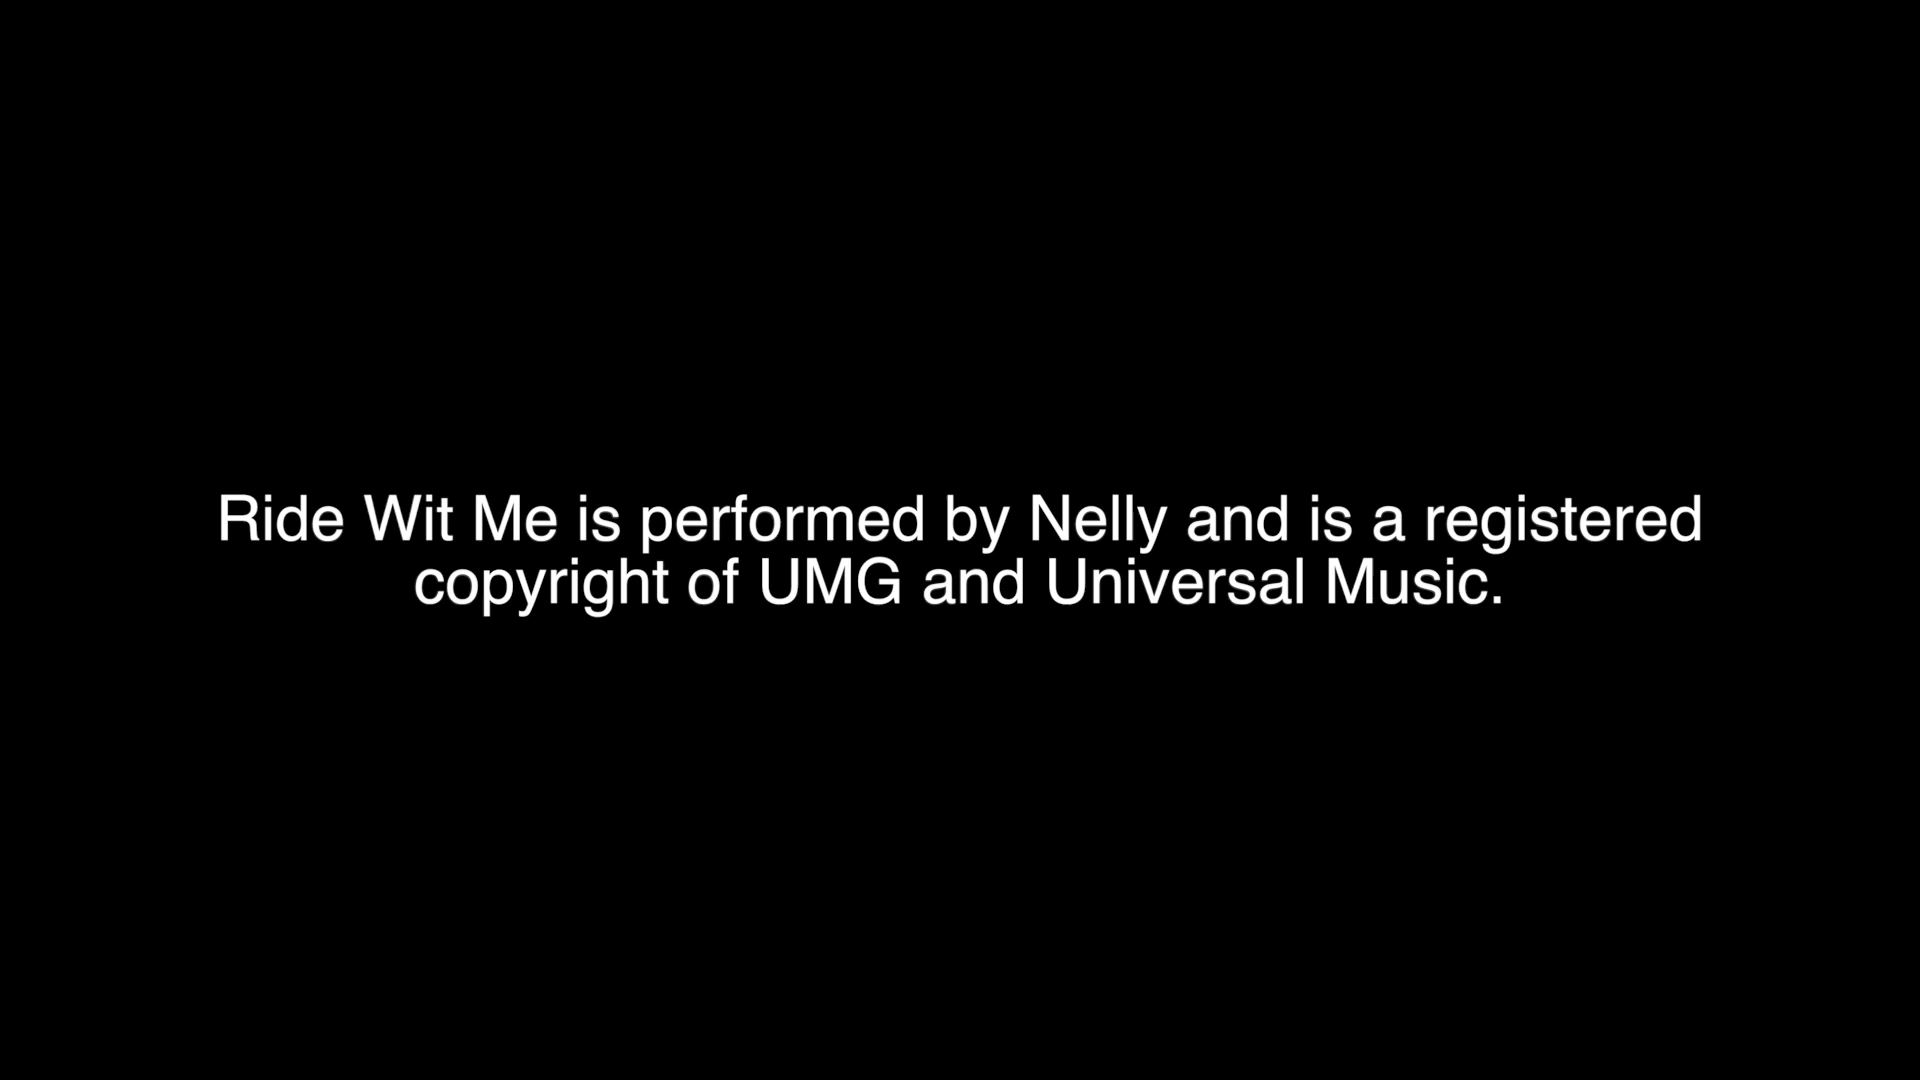 Ride Wit Me is performed by Nelly and is a registered
copyright of UMG and Universal Music.